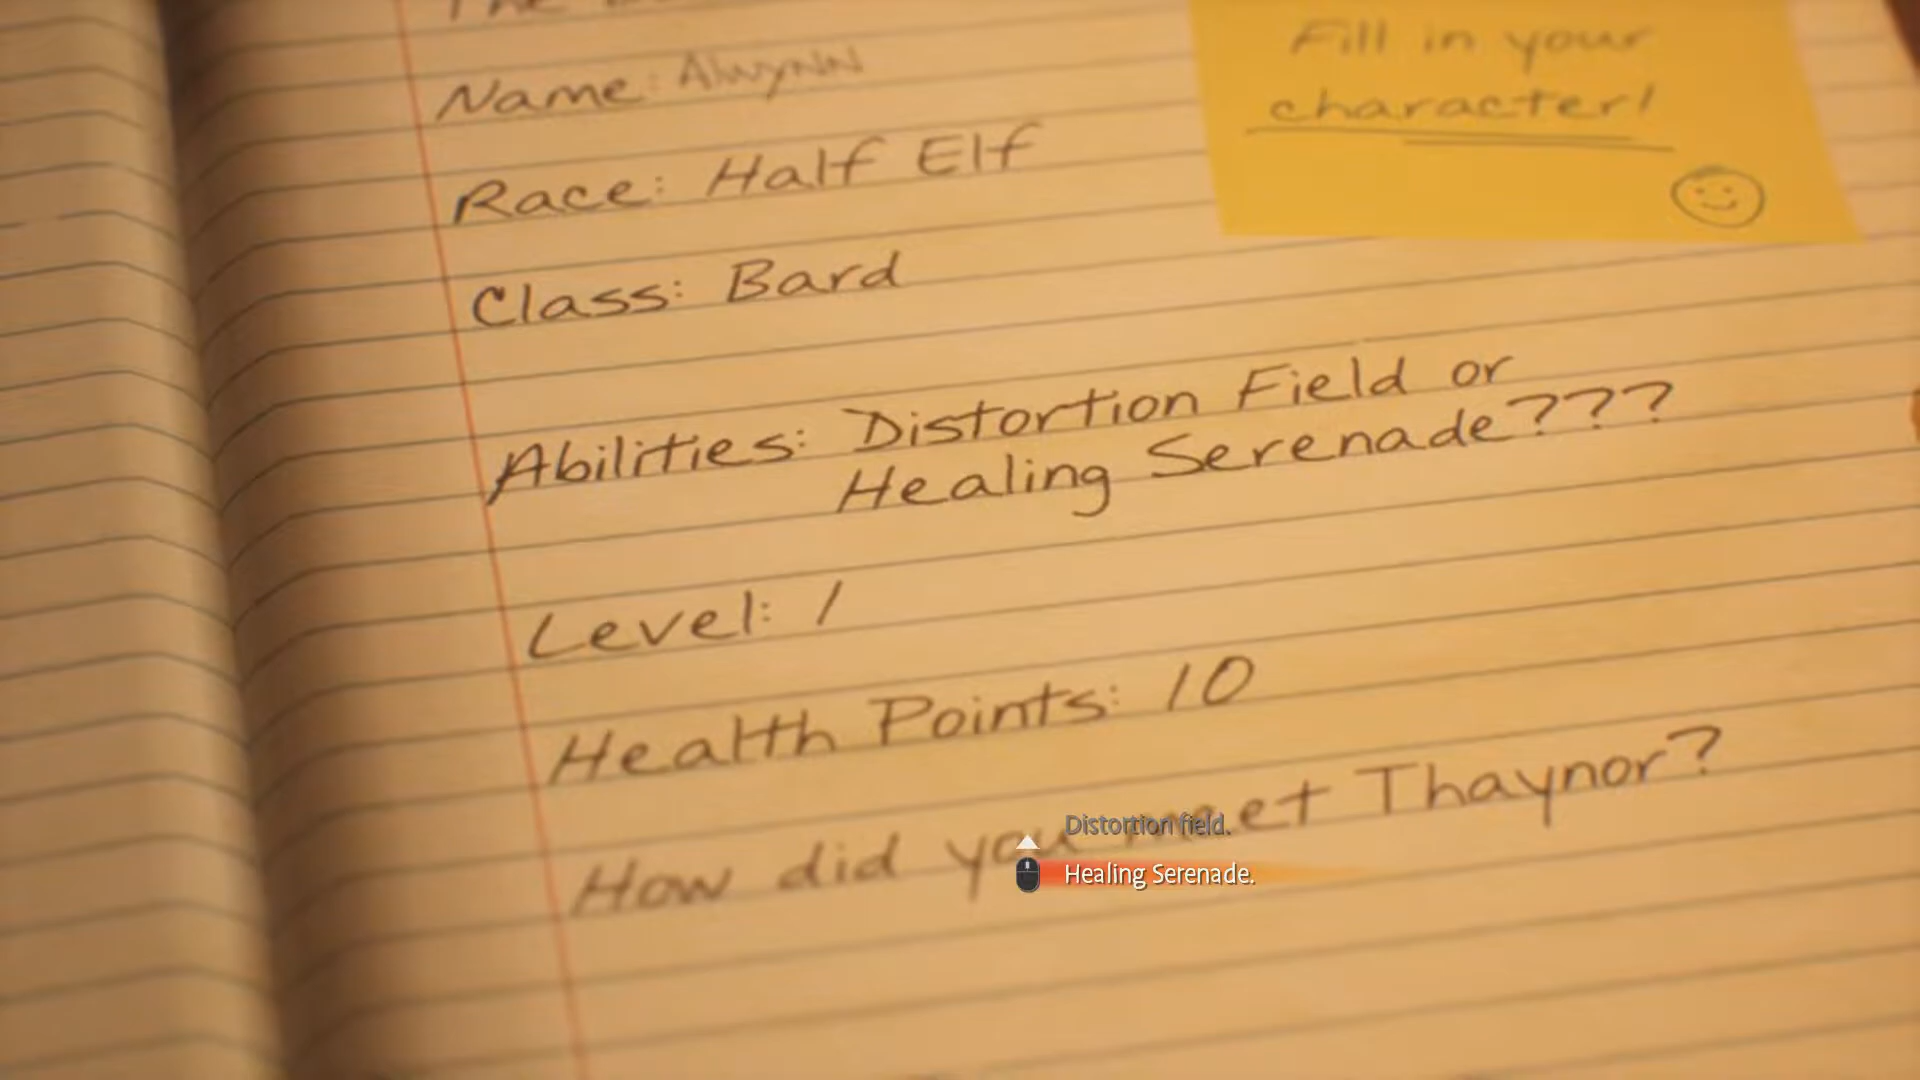 Name: Alwynn
Race: Half Elf
Class: Bard
Abilities: Distortion Field or
Healing Serenade???
Level: 1
Health Points: 10
How did you meet Thaynor?
Fill in your
character!
Distortion field.
Healing Serenade.